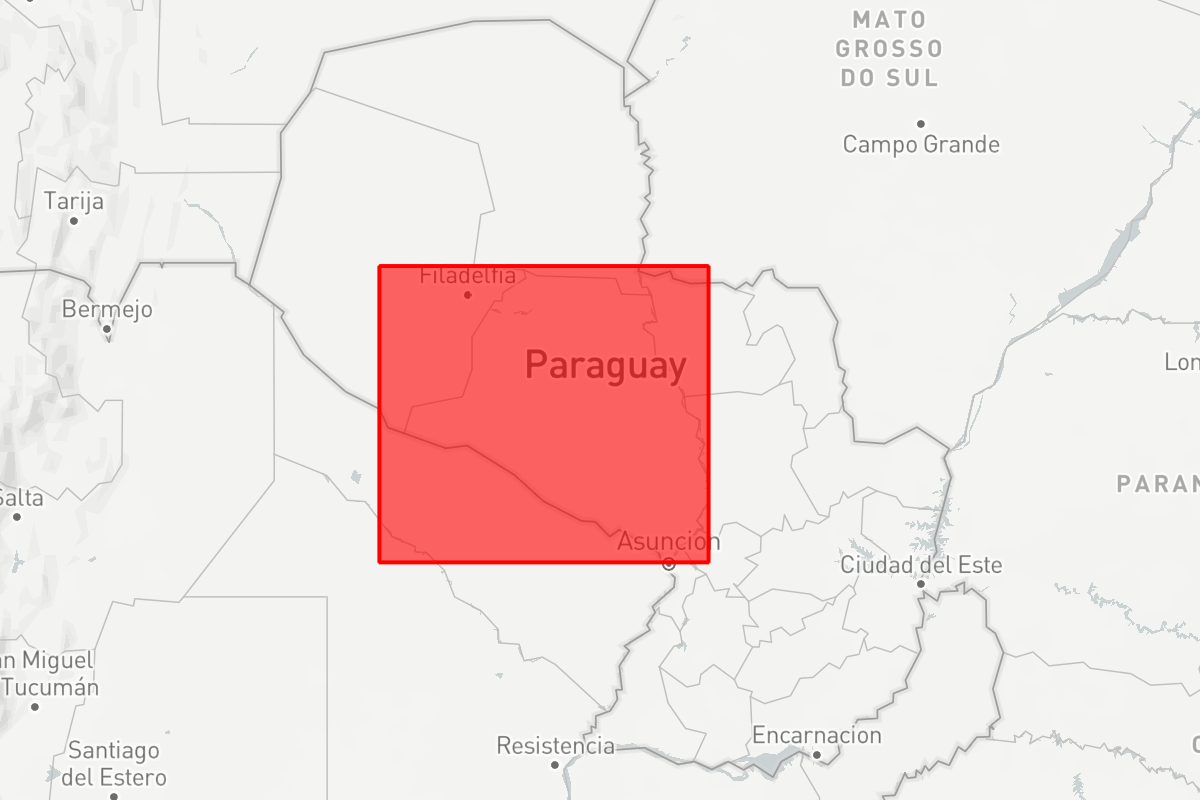 MATO
GROSSO
DO SUL
Campo Grande
Tarija
Filadelfia
Bermejo
Paraguay
Lon
PARAN
Salta
Asunción
Ciudad del Este
an Miguel
Tucumán
Resistencia
Encarnacion
Santiago
del Estero